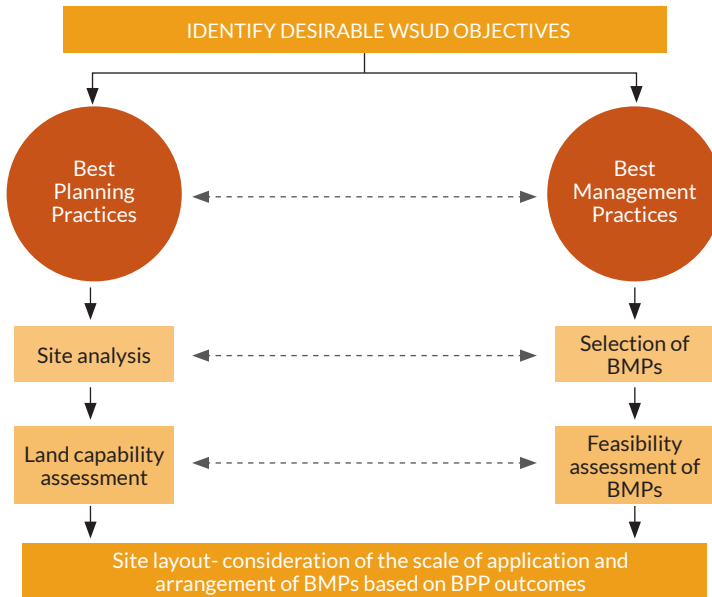 IDENTIFY DESIRABLE WSUD OBJECTIVES
Best
Planning
Practices
Best
Management
Practices
Site analysis
Selection of
BMPs
Land capability
assessment
Feasibility
assessment of
BMPs
Site layout- consideration of the scale of application and
arrangement of BMPs based on BPP outcomes